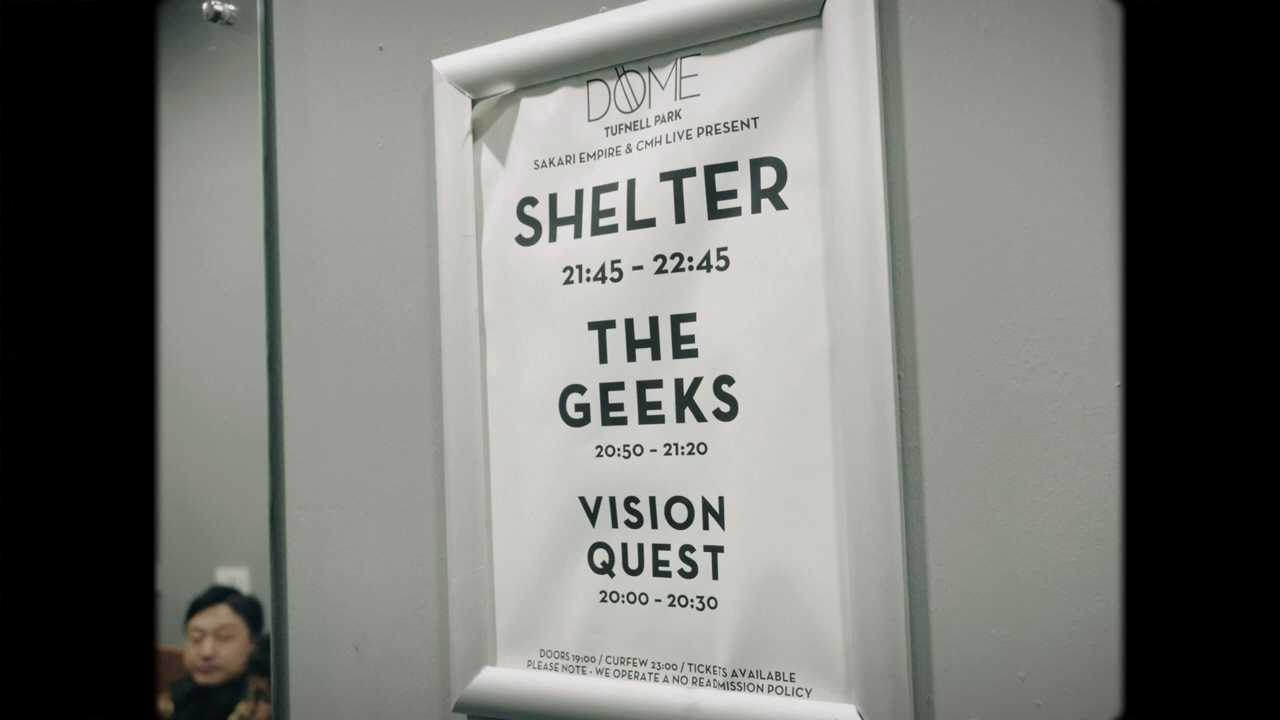 DOME
TUFNELL PARK
SAKARI EMPIRE & CMH LIVE PRESENT
SHELTER
21:45 – 22:45
THE
GEEKS
20:50 – 21:20
VISION
QUEST
20:00 – 20:30
DOORS 19:00 / CURFEW 23:00 / TICKETS AVAILABLE
PLEASE NOTE - WE OPERATE A NO READMISSION POLICY